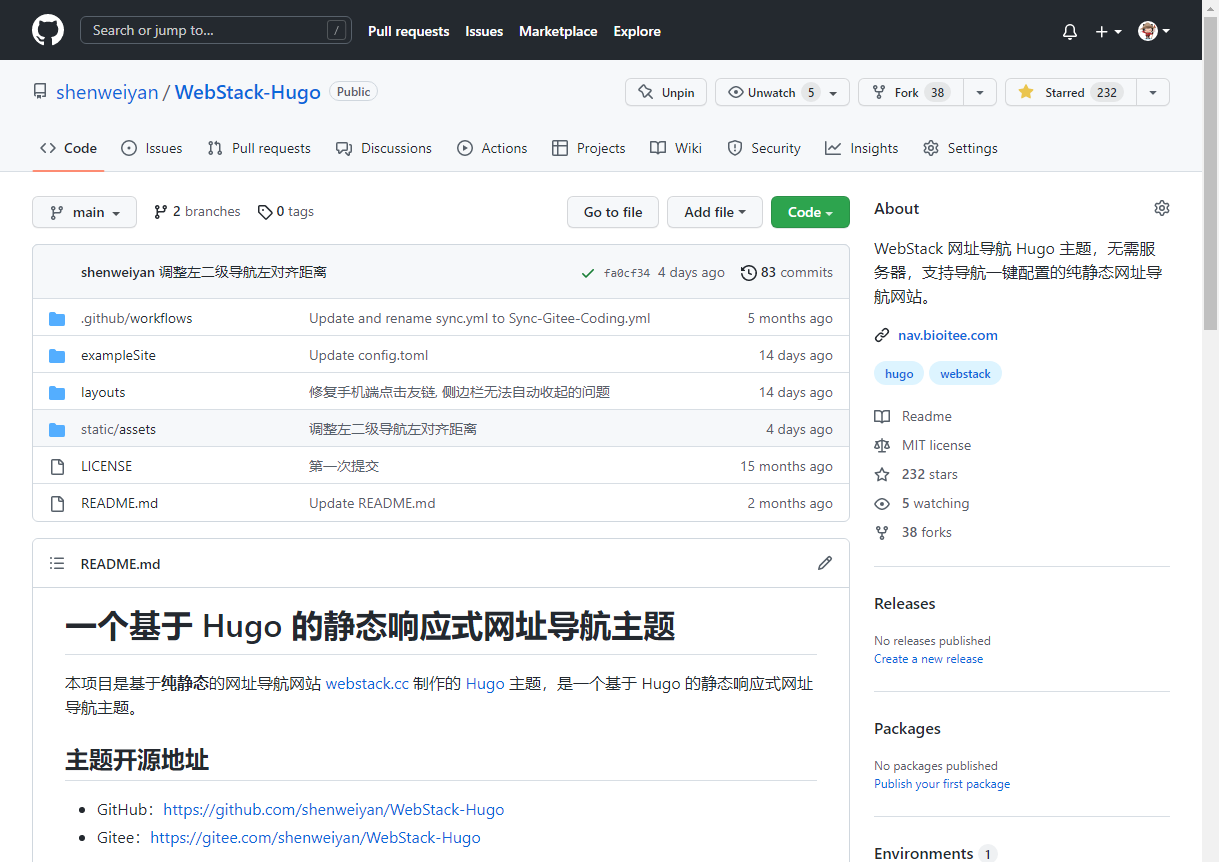 Search or jump to... / Pull requests Issues Marketplace Explore
shenweiyan / WebStack-Hugo Public Unpin Unwatch 5 Fork 38 Starred 232
Code Issues Pull requests Discussions Actions Projects Wiki Security Insights Settings
main 2 branches 0 tags Go to file Add file Code
shenweiyan 调整左二级导航左对齐距离 fa0cf34 4 days ago 83 commits
.github/workflows Update and rename sync.yml to Sync-Gitee-Coding.yml 5 months ago
exampleSite Update config.toml 14 days ago
layouts 修复手机端点击友链, 侧边栏无法自动收起的问题 14 days ago
static/assets 调整左二级导航左对齐距离 4 days ago
LICENSE 第一次提交 15 months ago
README.md Update README.md 2 months ago
README.md
一个基于 Hugo 的静态响应式网址导航主题
本项目是基于纯静态的网址导航网站 webstack.cc 制作的 Hugo 主题，是一个基于 Hugo 的静态响应式网址
导航主题。
主题开源地址
GitHub：https://github.com/shenweiyan/WebStack-Hugo
Gitee：https://gitee.com/shenweiyan/WebStack-Hugo
About
WebStack 网址导航 Hugo 主题，无需服
务器，支持导航一键配置的纯静态网址导
航网站。
nav.bioitee.com
hugo webstack
Readme
MIT license
232 stars
5 watching
38 forks
Releases
No releases published
Create a new release
Packages
No packages published
Publish your first package
Environments 1